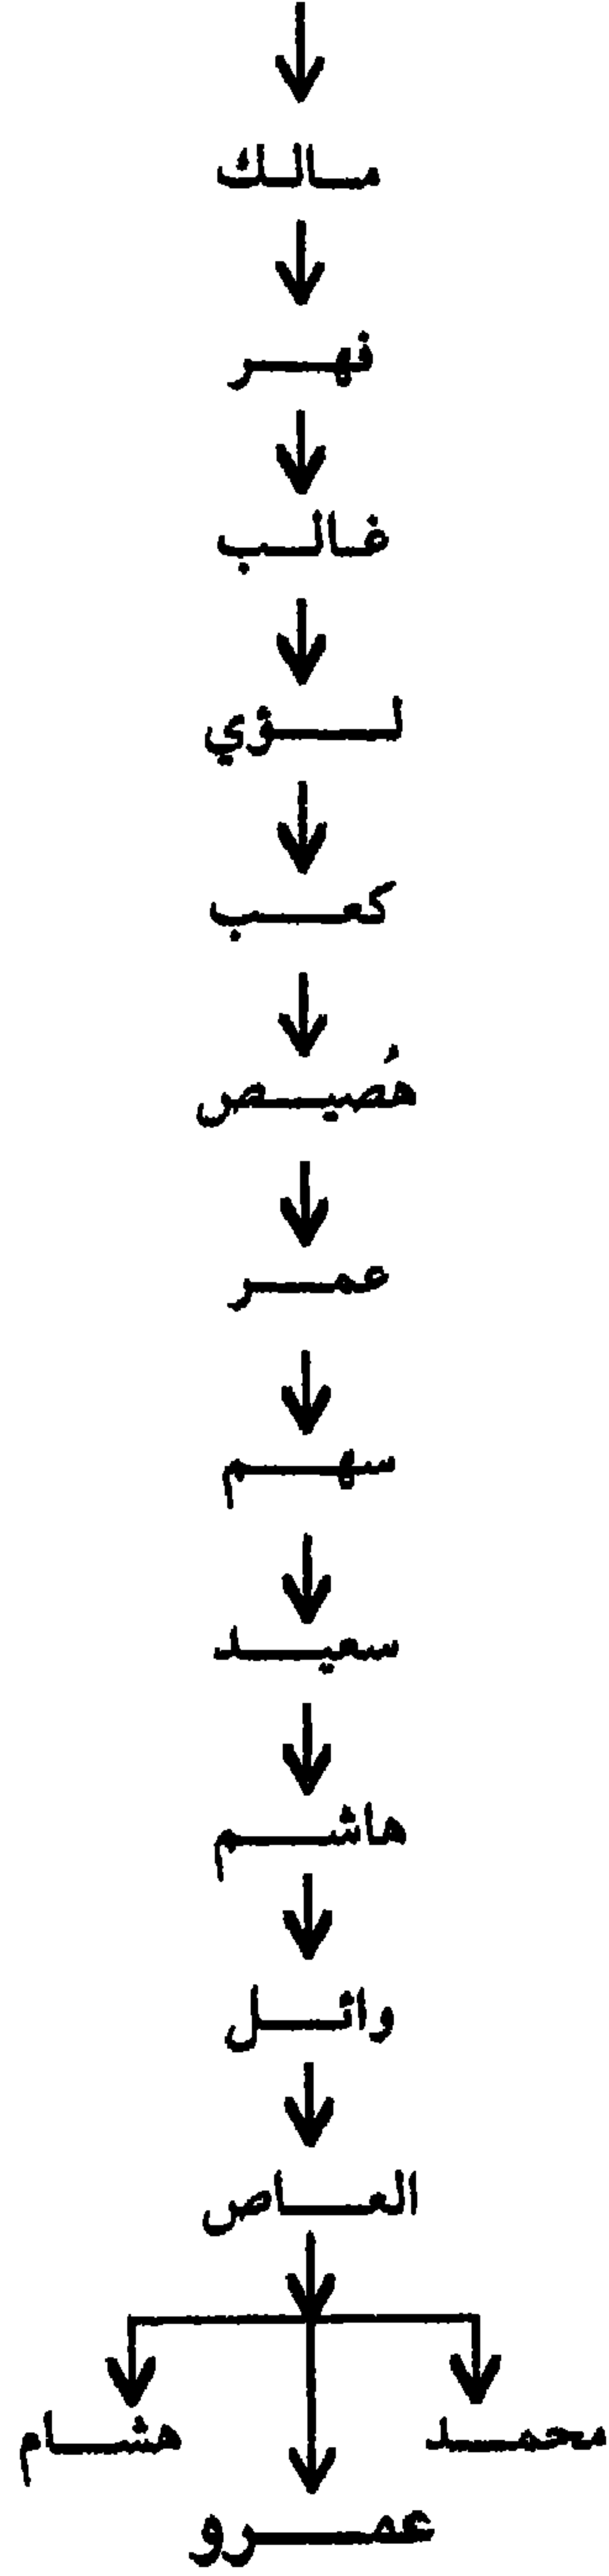 مالك
فهر
غالب
لؤي
كعب
هُصيص
عمر
سهم
سعيد
هاشم
وائل
العاص
محمد
هشام
عمرو